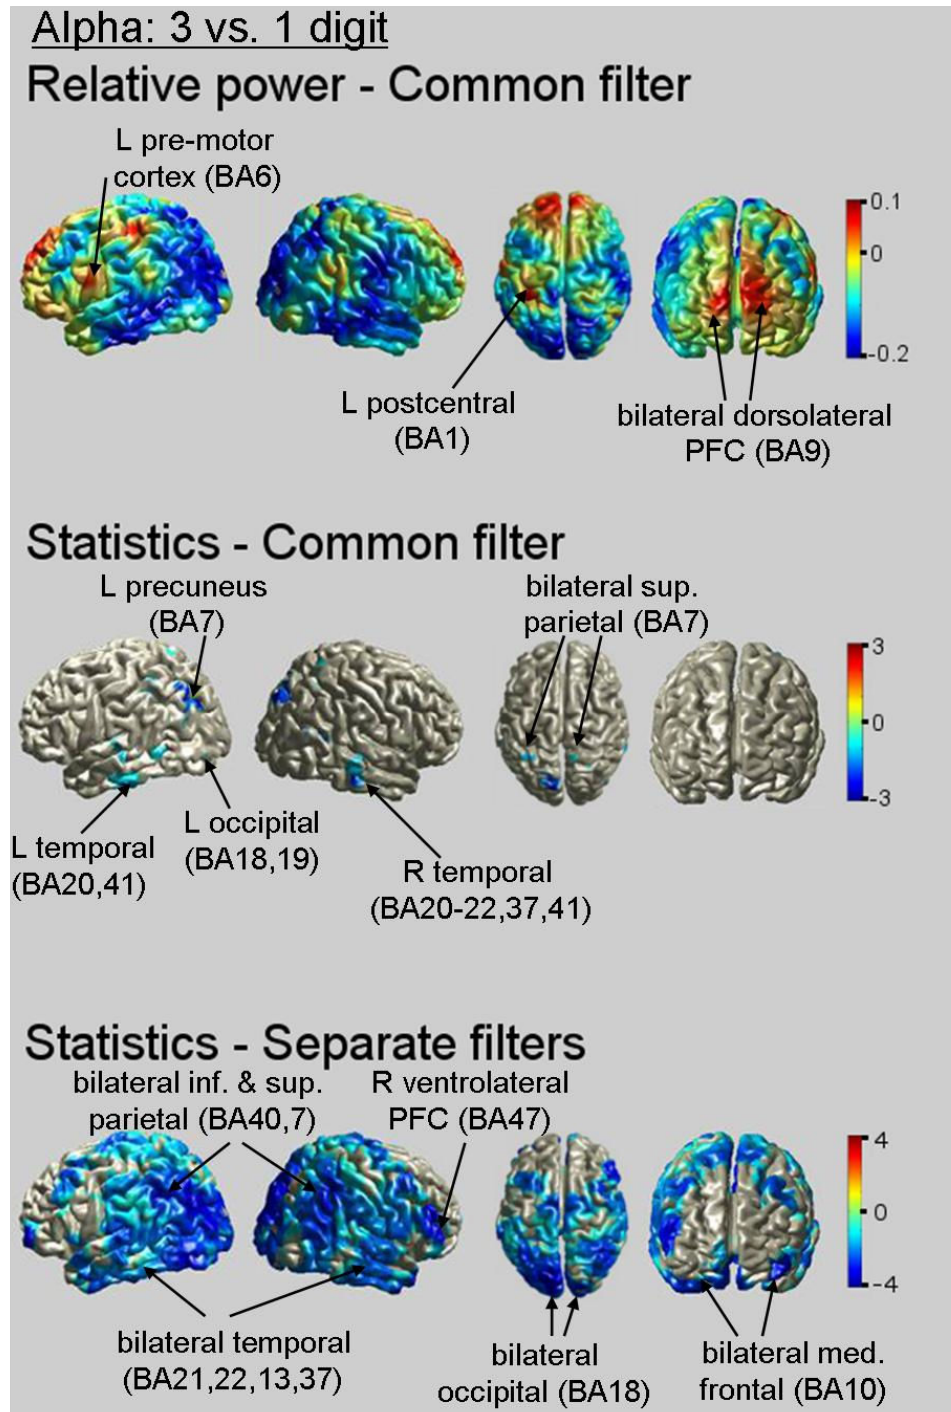 Alpha: 3 vs. 1 digit
Relative power - Common filter
L pre-motor
cortex (BA6)
0.1
0
-0.2
L postcentral
(BA1)
bilateral dorsolateral
PFC (BA9)
Statistics - Common filter
L precuneus
(BA7)
bilateral sup.
parietal (BA7)
3
0
-3
L temporal
(BA20,41)
L occipital
(BA18,19)
R temporal
(BA20-22,37,41)
Statistics - Separate filters
bilateral inf. & sup.
parietal (BA40,7)
R ventrolateral
PFC (BA47)
4
0
-4
bilateral temporal
(BA21,22,13,37)
bilateral
occipital (BA18)
bilateral med.
frontal (BA10)